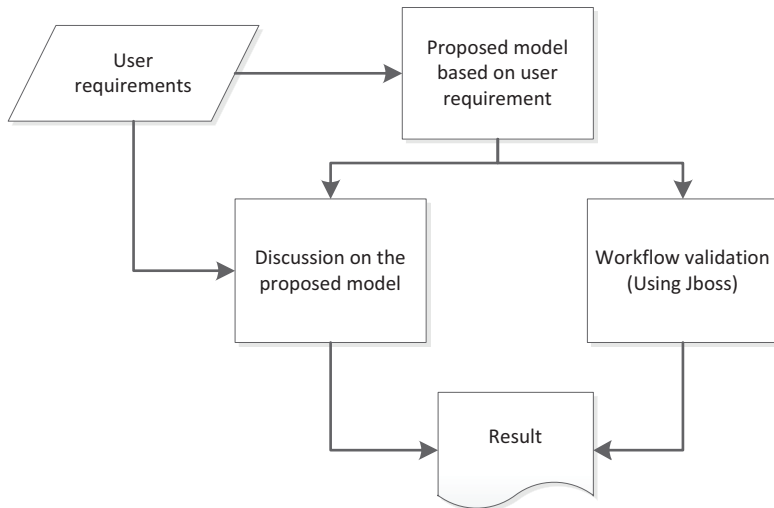 User
requirements
Proposed model
based on user
requirement
Discussion on the
proposed model
Workflow validation
(Using Jboss)
Result